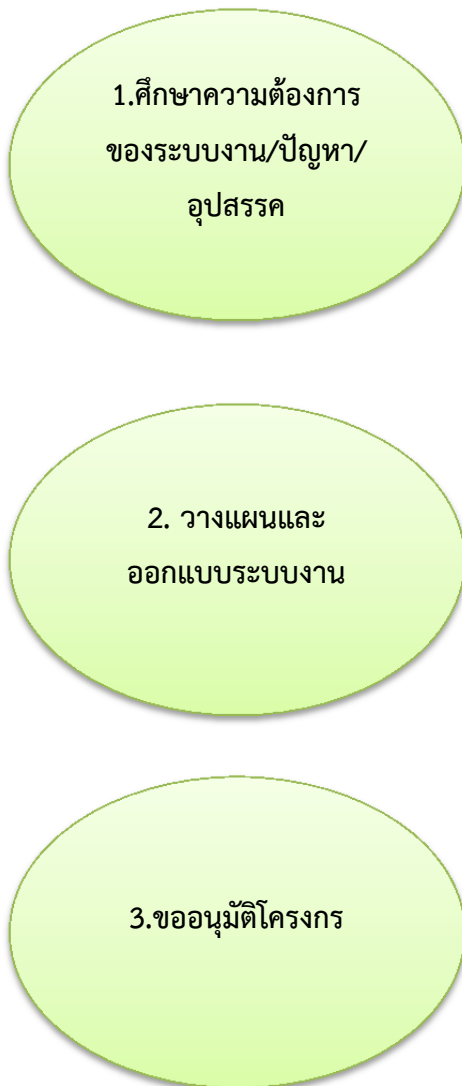 1.ศึกษาความต้องการ
ของระบบงาน/ปัญหา/
อุปสรรค
2. วางแผนและ
ออกแบบระบบงาน
3.ขออนุมัติโครงกร